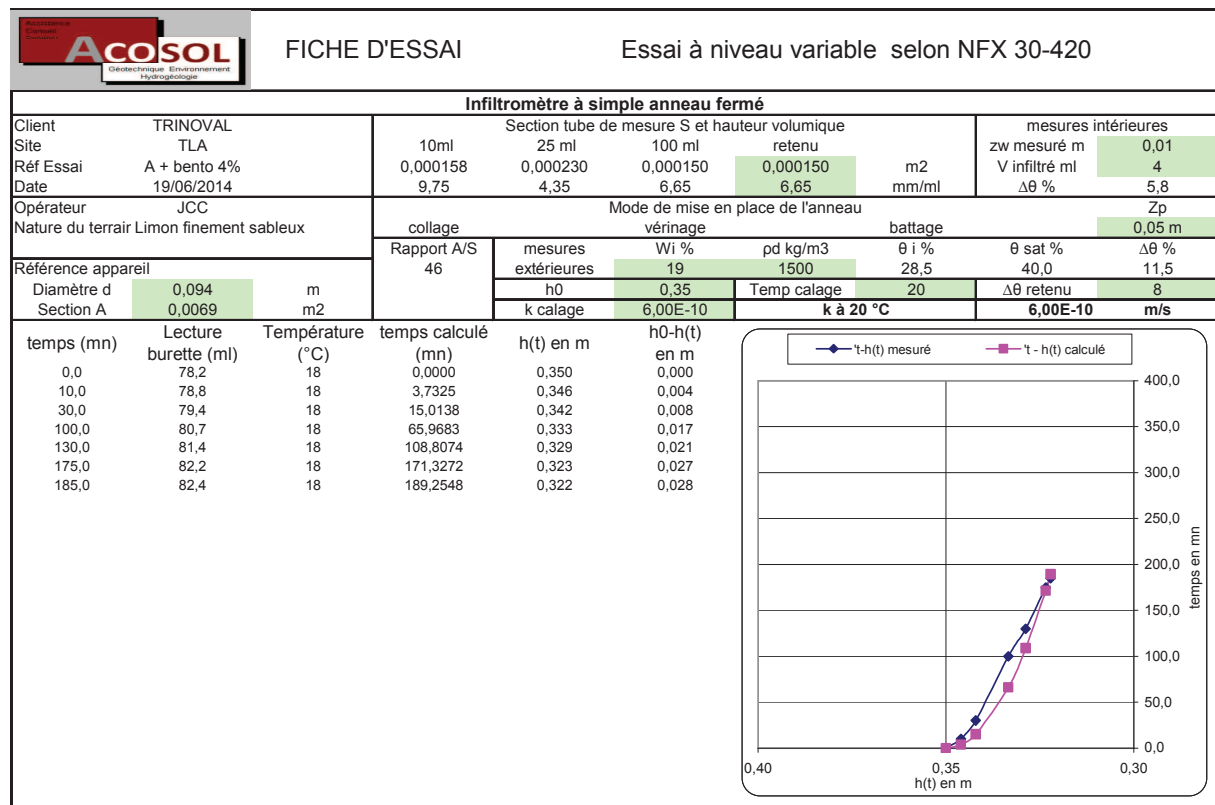 Assistance
Conseil
ACOSOL
Géotechnique Environnement
Hydrogéologie
FICHE D'ESSAI Essai à niveau variable selon NFX 30-420
Infiltromètre à simple anneau fermé
Client TRINOVAL Section tube de mesure S et hauteur volumique mesures intérieures
Site TLA 10ml 25 ml 100 ml retenu zw mesuré m 0,01
Réf Essai A + bento 4% 0,000158 0,000230 0,000150 0,000150 m2 V infiltré ml 4
Date 19/06/2014 9,75 4,35 6,65 6,65 mm/ml Δθ % 5,8
Opérateur JCC Mode de mise en place de l'anneau Zp
Nature du terrain Limon finement sableux collage vérinage battage 0,05 m
Rapport A/S mesures Wi % ρd kg/m3 θ i % θ sat % Δθ %
Référence appareil 46 extérieures 19 1500 28,5 40,0 11,5
Diamètre d 0,094 m h0 0,35 Temp calage 20 Δθ retenu 8
Section A 0,0069 m2 k calage 6,00E-10 k à 20 °C 6,00E-10 m/s
temps (mn) Lecture burette (ml) Température (°C) temps calculé (mn) h(t) en m h0-h(t) en m
0,0 78,2 18 0,0000 0,350 0,000
10,0 78,8 18 3,7325 0,346 0,004
30,0 79,4 18 15,0138 0,342 0,008
100,0 80,7 18 65,9683 0,333 0,017
130,0 81,4 18 108,8074 0,329 0,021
175,0 82,2 18 171,3272 0,323 0,027
185,0 82,4 18 189,2548 0,322 0,028
't-h(t) mesuré 't - h(t) calculé
400,0
350,0
300,0
250,0
200,0
150,0
100,0
50,0
0,0
temps en mn
0,40 0,35 0,30
h(t) en m